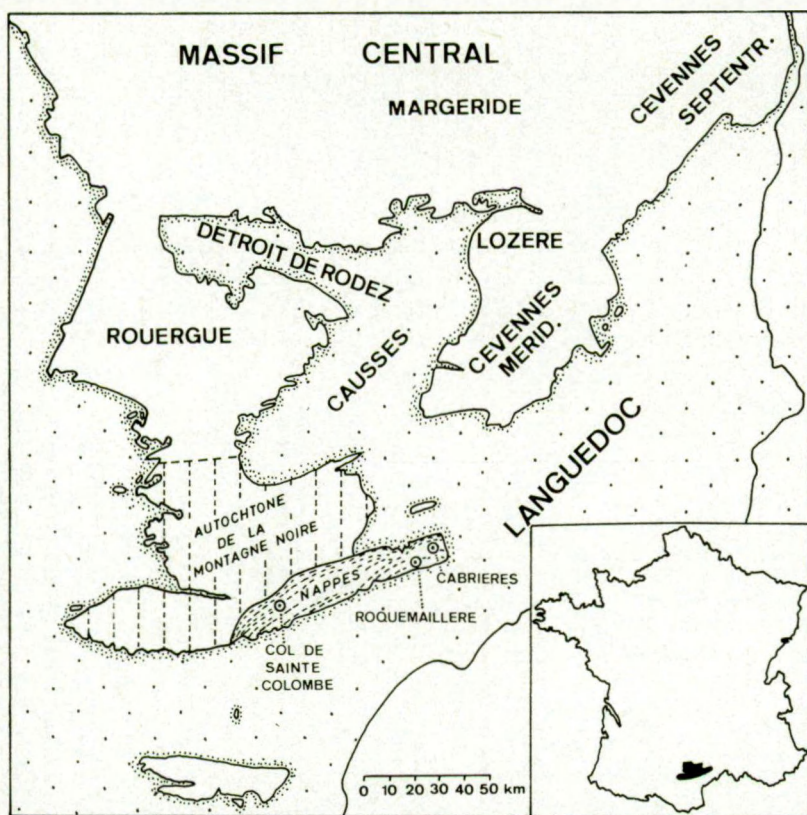 MASSIF CENTRAL
MARGERIDE
CEVENNES
SEPTENTR.
DETROIT DE RODEZ
LOZERE
ROUERGUE
CAUSSES
CEVENNES
MERID.
LANGUEDOC
AUTOCHTONE
DE LA
MONTAGNE NOIRE
NAPPES
CABRIERES
ROQUEMAILLERE
COL DE
SAINTE
COLOMBE
0 10 20 30 40 50 km